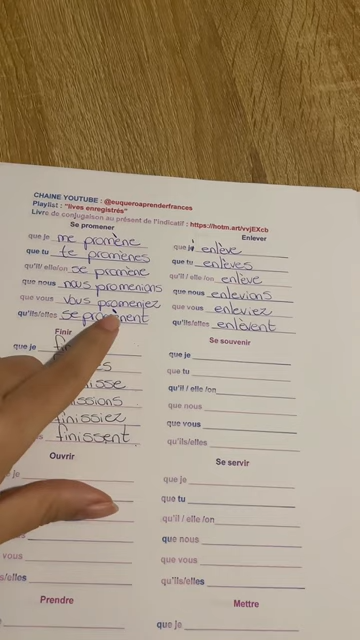 CHAINE YOUTUBE : @euqueroaprenderfrances
Playlist : "lives enregistrés"
Livre de conjugaison au présent de l'indicatif : https://hotm.art/vvjEXcb
Se promener
que je me promène
que tu te promènes
qu'il/ elle/on se promène
que nous nous promenions
que vous vous promeniez
qu'ils/elles se promènent
Enlever
que j' enlève
que tu enlèves
qu'il / elle /on enlève
que nous enlevions
que vous enleviez
qu'ils/elles enlèvent
Finir
que je
finissiez
finissent
Se souvenir
que je
que tu
qu'il / elle /on
que nous
que vous
qu'ils/elles
Ouvrir
je
vous
Se servir
que je
que tu
qu'il / elle /on
que nous
que vous
qu'ils/elles
Prendre
Mettre
que je